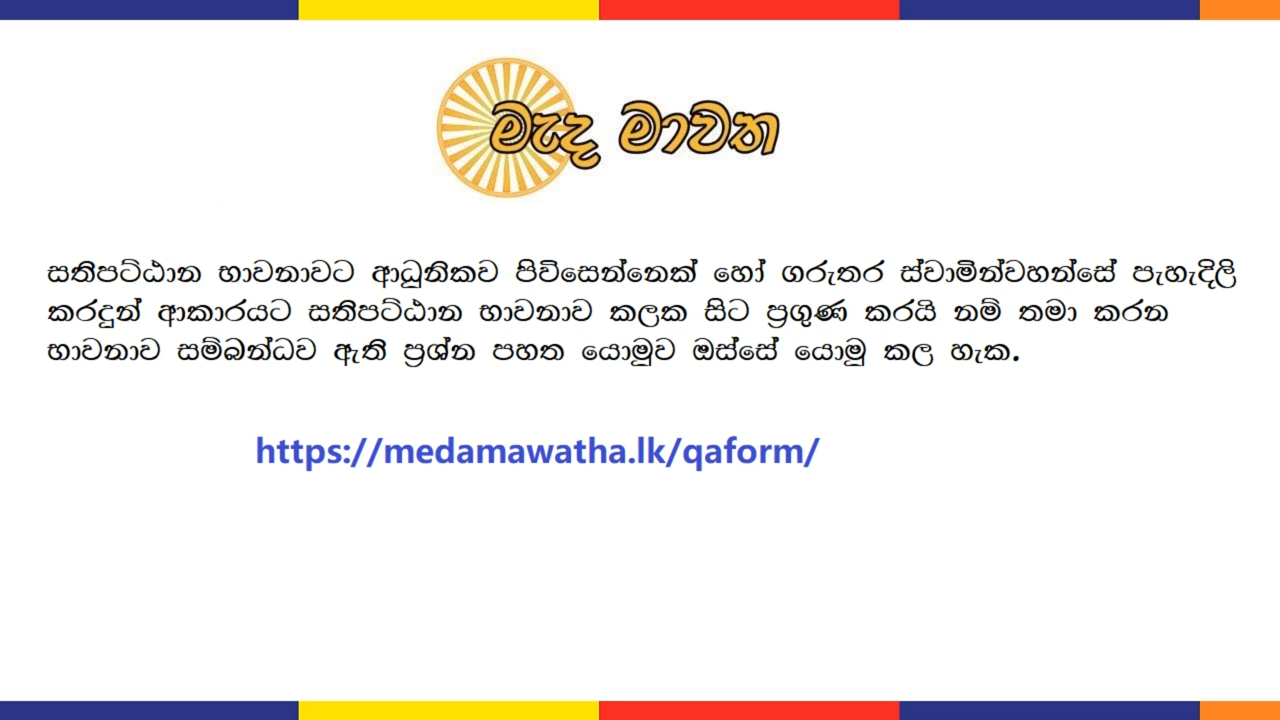 මැද මාවත
සතිපට්ඨාන භාවනාවට ආධුනිකව පිවිසෙන්නෙක් හෝ ගරුතර ස්වාමින්වහන්සේ පැහැදිලි
කරදුන් ආකාරයට සතිපට්ඨාන භාවනාව කලක සිට ප්‍රගුණ කරයි නම් තමා කරන
භාවනාව සම්බන්ධව ඇති ප්‍රශ්න පහත යොමුව ඔස්සේ යොමු කල හැක.
https://medamawatha.lk/qaform/